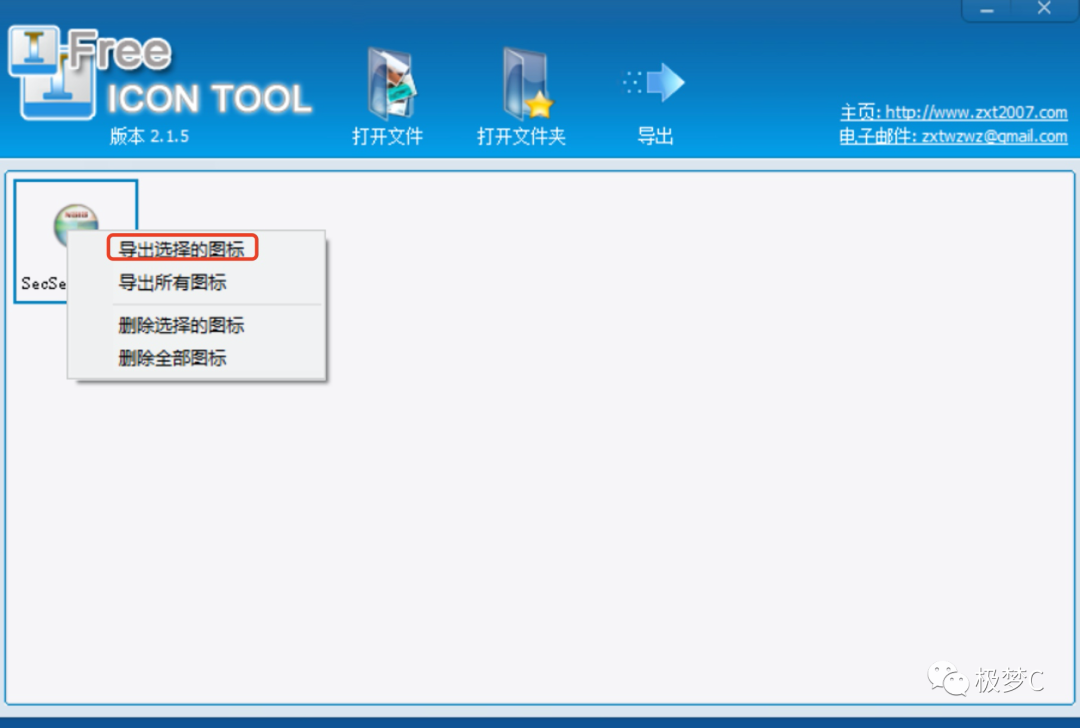 Free
ICON TOOL
版本 2.1.5
打开文件
打开文件夹
导出
主页: http://www.zxt2007.com
电子邮件: zxtwzwz@gmail.com
SecSe
导出选择的图标
导出所有图标
删除选择的图标
删除全部图标
极梦C